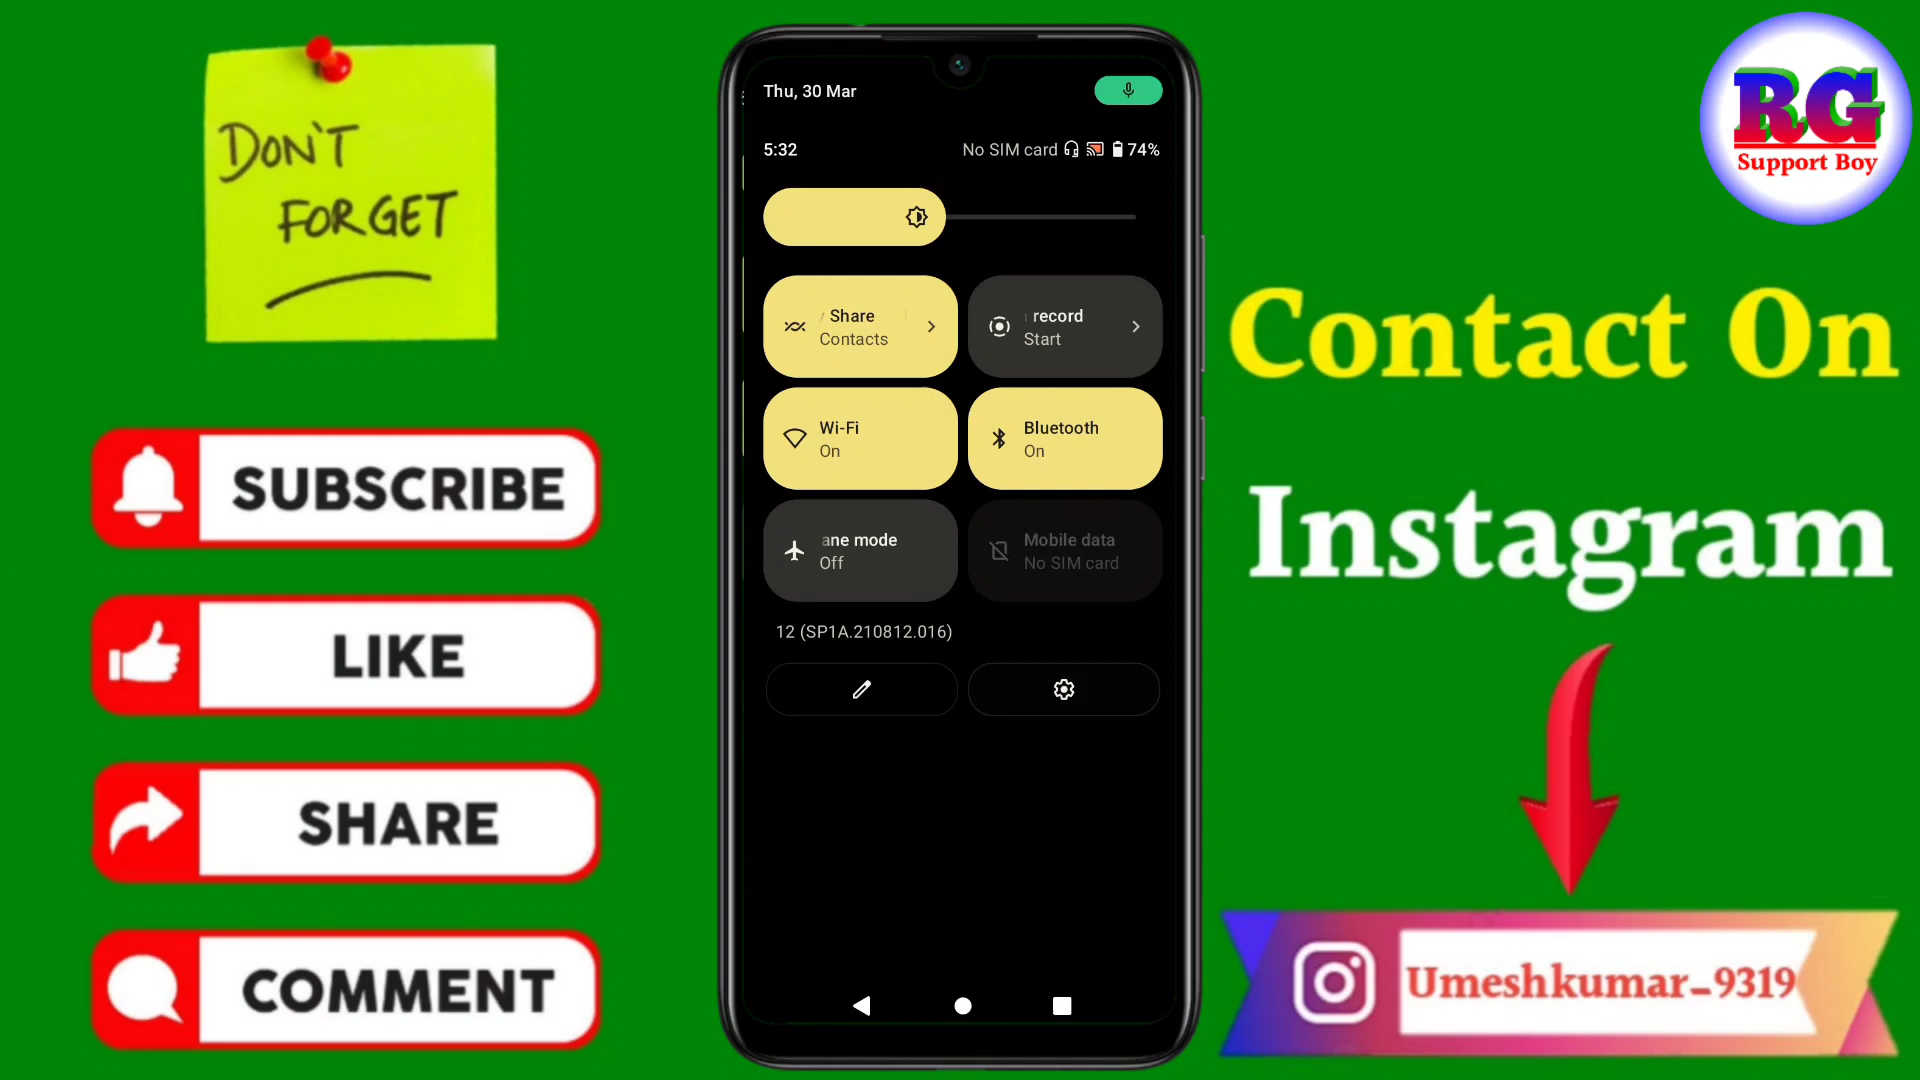 DON'T
FORGET
SUBSCRIBE
LIKE
SHARE
COMMENT
Thu, 30 Mar
5:32
No SIM card 74%
Share
Contacts
record
Start
Wi-Fi
On
Bluetooth
On
ane mode
Off
Mobile data
No SIM card
12 (SP1A.210812.016)
RG
Support Boy
Contact On
Instagram
Umeshkumar-9319